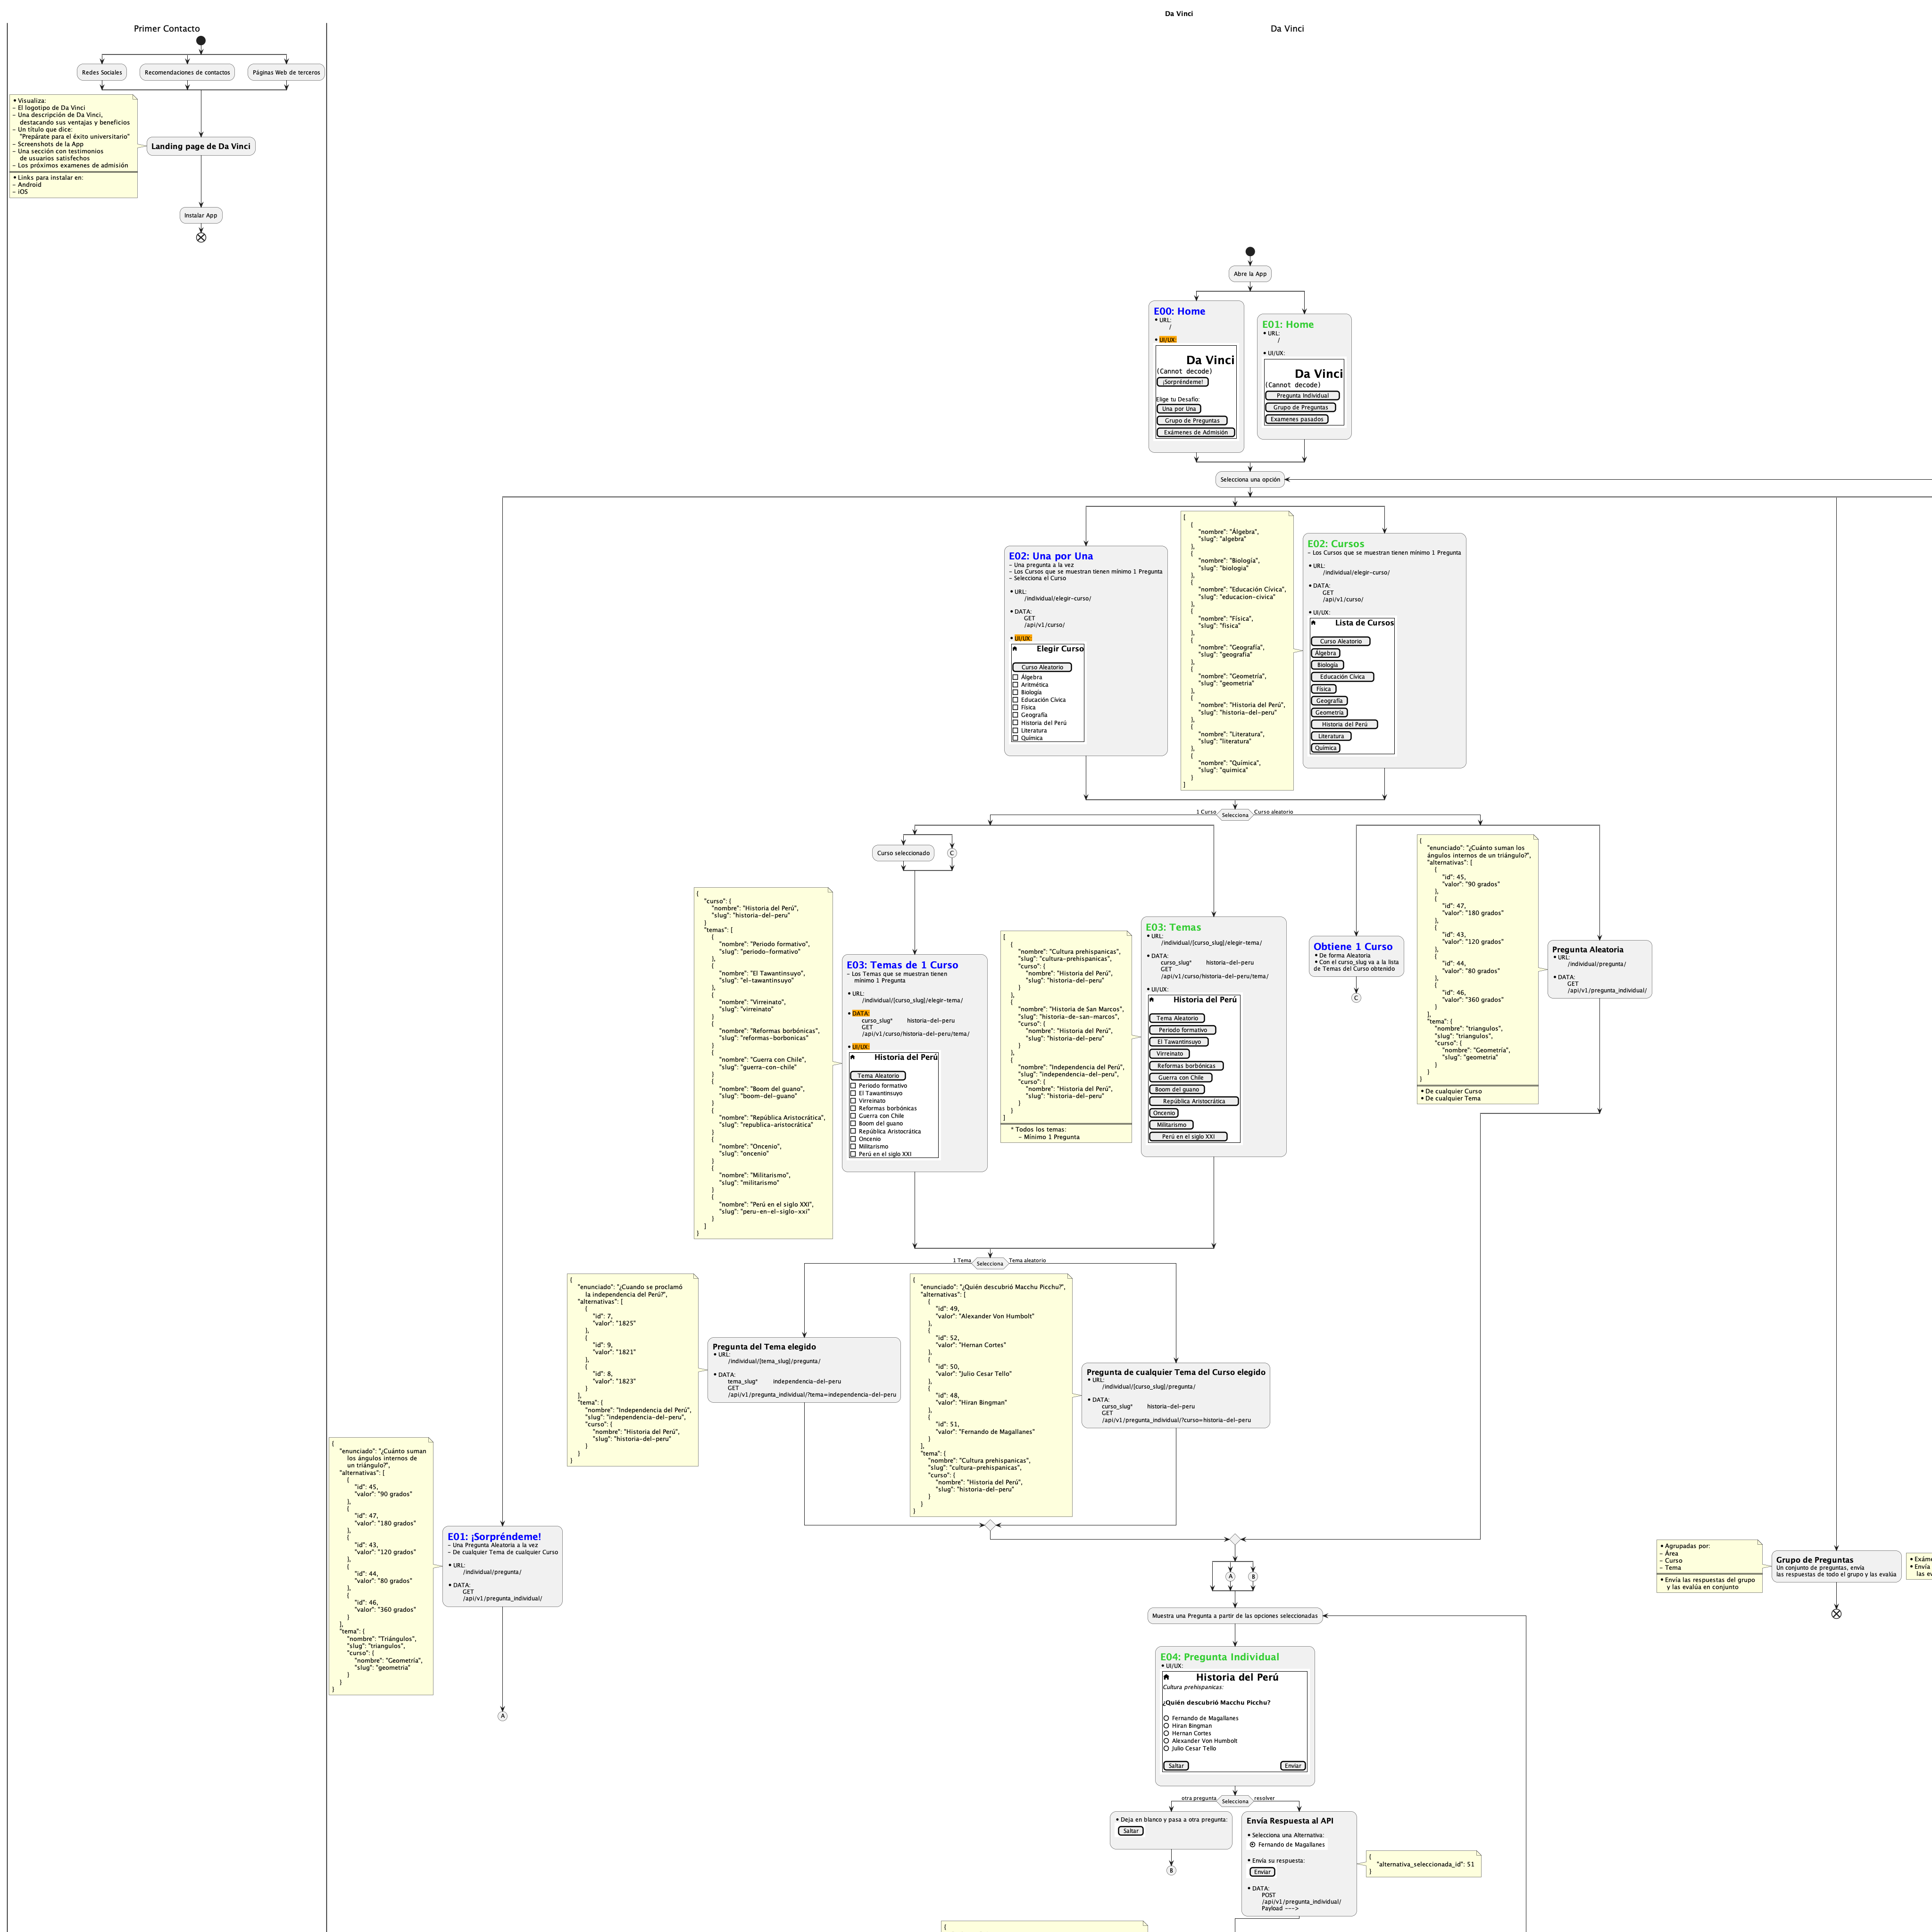 Da Vinci
Primer Contacto
Da Vinci
Redes Sociales
Recomendaciones de contactos
Páginas Web de terceros
• Visualiza:
- El logotipo de Da Vinci
- Una descripción de Da Vinci,
destacando sus ventajas y beneficios
- Un título que dice:
"Prepárate para el éxito universitario"
- Screenshots de la App
- Una sección con testimonios
de usuarios satisfechos
- Los próximos examenes de admisión
• Links para instalar en:
- Android
- iOS
Landing page de Da Vinci
Instalar App
Abre la App
E00: Home
• URL:
/
• UI/UX:
Da Vinci
(Cannot decode)
¡Sorpréndeme!
Elige tu Desafío:
Una por Una
Grupo de Preguntas
Exámenes de Admisión
E01: Home
• URL:
/
• UI/UX:
Da Vinci
(Cannot decode)
Pregunta Individual
Grupo de Preguntas
Examenes pasados
Selecciona una opción
E02: Una por Una
- Una pregunta a la vez
- Los Cursos que se muestran tienen mínimo 1 Pregunta
- Selecciona el Curso
• URL:
/individual/elegir-curso/
• DATA:
GET
/api/v1/curso/
• UI/UX:
Elegir Curso
Curso Aleatorio
Álgebra
Aritmética
Biología
Educación Cívica
Física
Geografía
Historia del Perú
Literatura
Química
[
{
"nombre": "Álgebra",
"slug": "algebra"
},
{
"nombre": "Biología",
"slug": "biologia"
},
{
"nombre": "Educación Cívica",
"slug": "educacion-civica"
},
{
"nombre": "Física",
"slug": "fisica"
},
{
"nombre": "Geografía",
"slug": "geografia"
},
{
"nombre": "Geometría",
"slug": "geometria"
},
{
"nombre": "Historia del Perú",
"slug": "historia-del-peru"
},
{
"nombre": "Literatura",
"slug": "literatura"
},
{
"nombre": "Química",
"slug": "quimica"
}
]
E02: Cursos
- Los Cursos que se muestran tienen mínimo 1 Pregunta
• URL:
/individual/elegir-curso/
• DATA:
GET
/api/v1/curso/
• UI/UX:
Lista de Cursos
Curso Aleatorio
Álgebra
Biología
Educación Cívica
Física
Geografía
Geometría
Historia del Perú
Literatura
Química
1 Curso
Selecciona
Curso aleatorio
Curso seleccionado
C
{
"curso": {
"nombre": "Historia del Perú",
"slug": "historia-del-peru"
}
"temas": [
{
"nombre": "Periodo formativo",
"slug": "periodo-formativo"
},
{
"nombre": "El Tawantinsuyo",
"slug": "el-tawantinsuyo"
},
{
"nombre": "Virreinato",
"slug": "virreinato"
}
{
"nombre": "Reformas borbónicas",
"slug": "reformas-borbonicas"
}
{
"nombre": "Guerra con Chile",
"slug": "guerra-con-chile"
}
{
"nombre": "Boom del guano",
"slug": "boom-del-guano"
}
{
"nombre": "República Aristocrática",
"slug": "republica-aristocrática"
}
{
"nombre": "Oncenio",
"slug": "oncenio"
}
{
"nombre": "Militarismo",
"slug": "militarismo"
}
{
"nombre": "Perú en el siglo XXI",
"slug": "peru-en-el-siglo-xxi"
}
]
}
E03: Temas de 1 Curso
- Los Temas que se muestran tienen
mínimo 1 Pregunta
• URL:
/individual/[curso_slug]/elegir-tema/
• DATA:
curso_slug* historia-del-peru
GET
/api/v1/curso/historia-del-peru/tema/
• UI/UX:
Historia del Perú
Tema Aleatorio
Periodo formativo
El Tawantinsuyo
Virreinato
Reformas borbónicas
Guerra con Chile
Boom del guano
República Aristocrática
Oncenio
Militarismo
Perú en el siglo XXI
[
{
"nombre": "Cultura prehispanicas",
"slug": "cultura-prehispanicas",
"curso": {
"nombre": "Historia del Perú",
"slug": "historia-del-peru"
}
},
{
"nombre": "Historia de San Marcos",
"slug": "historia-de-san-marcos",
"curso": {
"nombre": "Historia del Perú",
"slug": "historia-del-peru"
}
},
{
"nombre": "Independencia del Perú",
"slug": "independencia-del-peru",
"curso": {
"nombre": "Historia del Perú",
"slug": "historia-del-peru"
}
}
]
* Todos los temas:
- Mínimo 1 Pregunta
E03: Temas
• URL:
/individual/[curso_slug]/elegir-tema/
• DATA:
curso_slug* historia-del-peru
GET
/api/v1/curso/historia-del-peru/tema/
• UI/UX:
Historia del Perú
Tema Aleatorio
Periodo formativo
El Tawantinsuyo
Virreinato
Reformas borbónicas
Guerra con Chile
Boom del guano
República Aristocrática
Oncenio
Militarismo
Perú en el siglo XXI
Obtiene 1 Curso
• De forma Aleatoria
• Con el curso_slug va a la lista
de Temas del Curso obtenido
C
{
"enunciado": "¿Cuánto suman los
ángulos internos de un triángulo?",
"alternativas": [
{
"id": 45,
"valor": "90 grados"
},
{
"id": 47,
"valor": "180 grados"
},
{
"id": 43,
"valor": "120 grados"
},
{
"id": 44,
"valor": "80 grados"
},
{
"id": 46,
"valor": "360 grados"
}
],
"tema": {
"nombre": "triangulos",
"slug": "triangulos",
"curso": {
"nombre": "Geometría",
"slug": "geometria"
}
}
}
• De cualquier Curso
• De cualquier Tema
Pregunta Aleatoria
• URL:
/individual/pregunta/
• DATA:
GET
/api/v1/pregunta_individual/
1 Tema
Selecciona
Tema aleatorio
{
"enunciado": "¿Cuando se proclamó
la independencia del Perú?",
"alternativas": [
{
"id": 7,
"valor": "1825"
},
{
"id": 9,
"valor": "1821"
},
{
"id": 8,
"valor": "1823"
}
],
"tema": {
"nombre": "Independencia del Perú",
"slug": "independencia-del-peru",
"curso": {
"nombre": "Historia del Perú",
"slug": "historia-del-peru"
}
}
}
Pregunta del Tema elegido
• URL:
/individual/[tema_slug]/pregunta/
• DATA:
tema_slug* independencia-del-peru
GET
/api/v1/pregunta_individual/?tema=independencia-del-peru
{
"enunciado": "¿Quién descubrió Macchu Picchu?",
"alternativas": [
{
"id": 49,
"valor": "Alexander Von Humbolt"
},
{
"id": 52,
"valor": "Hernan Cortes"
},
{
"id": 50,
"valor": "Julio Cesar Tello"
},
{
"id": 48,
"valor": "Hiran Bingman"
},
{
"id": 51,
"valor": "Fernando de Magallanes"
}
],
"tema": {
"nombre": "Cultura prehispanicas",
"slug": "cultura-prehispanicas",
"curso": {
"nombre": "Historia del Perú",
"slug": "historia-del-peru"
}
}
}
Pregunta de cualquier Tema del Curso elegido
• URL:
/individual/[curso_slug]/pregunta/
• DATA:
curso_slug* historia-del-peru
GET
/api/v1/pregunta_individual/?curso=historia-del-peru
{
"enunciado": "¿Cuánto suman
los ángulos internos de
un triángulo?",
"alternativas": [
{
"id": 45,
"valor": "90 grados"
},
{
"id": 47,
"valor": "180 grados"
},
{
"id": 43,
"valor": "120 grados"
},
{
"id": 44,
"valor": "80 grados"
},
{
"id": 46,
"valor": "360 grados"
}
],
"tema": {
"nombre": "Triángulos",
"slug": "triangulos",
"curso": {
"nombre": "Geometría",
"slug": "geometria"
}
}
}
E01: ¡Sorpréndeme!
- Una Pregunta Aleatoria a la vez
- De cualquier Tema de cualquier Curso
• URL:
/individual/pregunta/
• DATA:
GET
/api/v1/pregunta_individual/
A
A
B
• Agrupadas por:
- Área
- Curso
- Tema
• Envía las respuestas del grupo
y las evalúa en conjunto
Grupo de Preguntas
Un conjunto de preguntas, envía
las respuestas de todo el grupo y las evalúa
• Exáme
• Envía
las ev
Muestra una Pregunta a partir de las opciones seleccionadas
E04: Pregunta Individual
• UI/UX:
Historia del Perú
Cultura prehispanicas:
¿Quién descubrió Macchu Picchu?
Fernando de Magallanes
Hiran Bingman
Hernan Cortes
Alexander Von Humbolt
Julio Cesar Tello
Saltar
Enviar
otra pregunta
Selecciona
resolver
• Deja en blanco y pasa a otra pregunta:
Saltar
B
Envía Respuesta al API
• Selecciona una Alternativa:
Fernando de Magallanes
• Envía su respuesta:
Enviar
• DATA:
POST
/api/v1/pregunta_individual/
Payload --->
{
"alternativa_seleccionada_id": 51
}
{